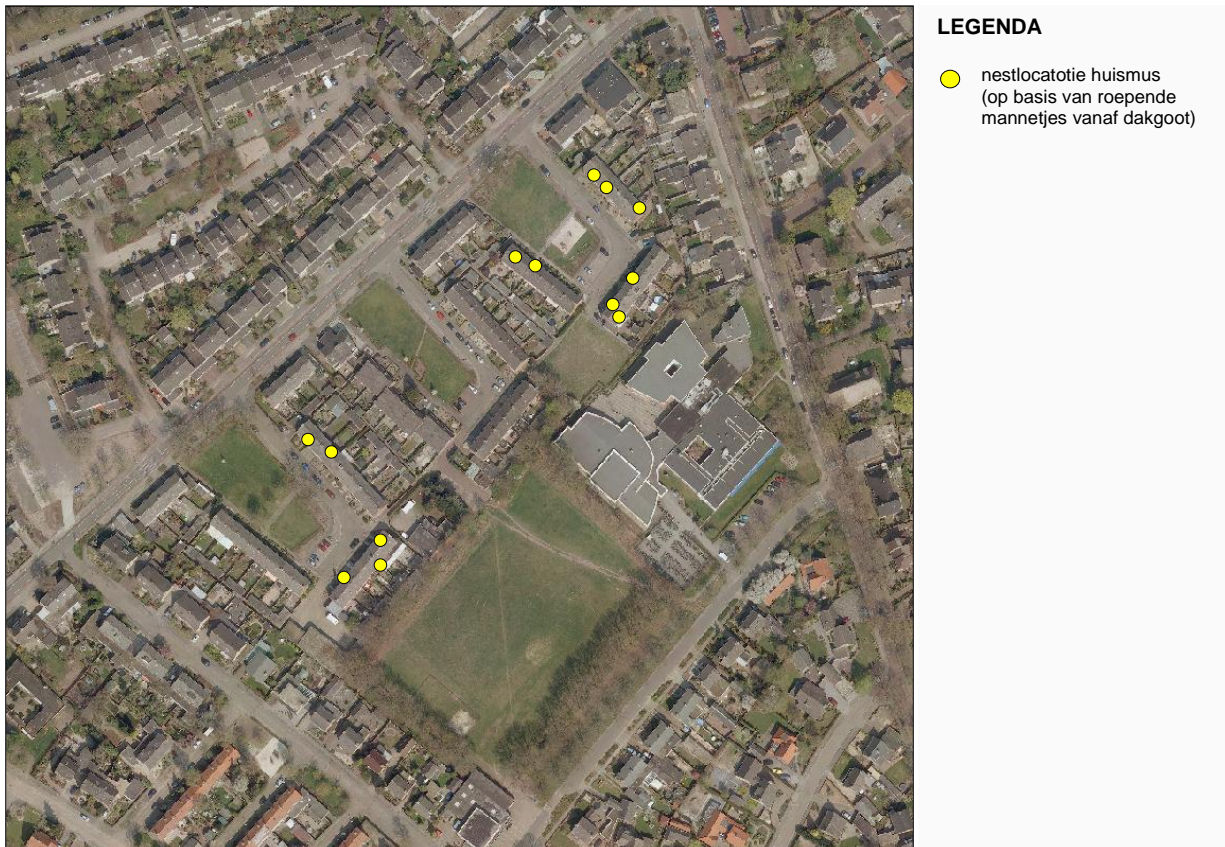 LEGENDA
nestlocatotie huismus
(op basis van roepende
mannetjes vanaf dakgoot)